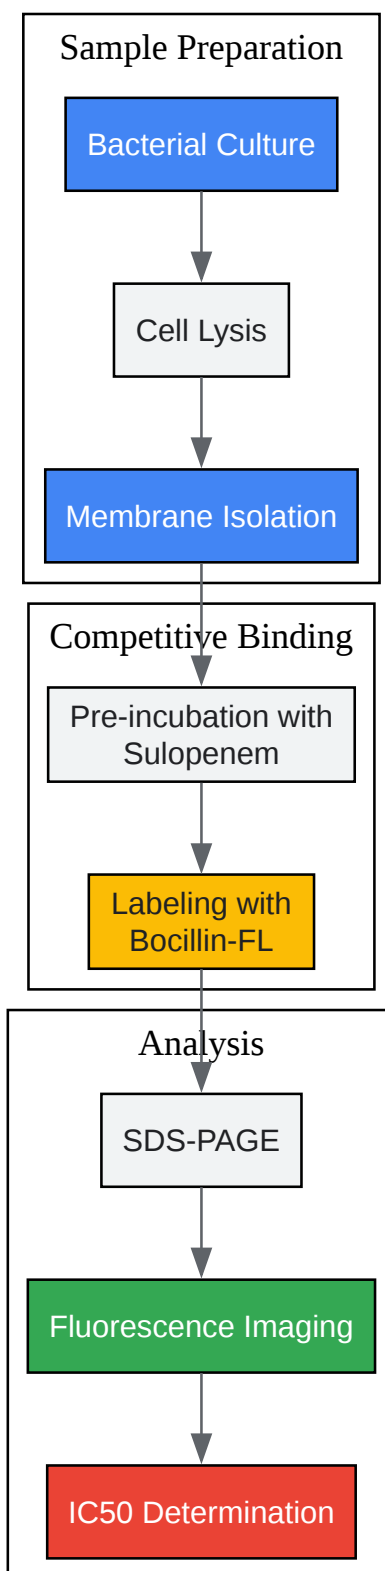 Sample Preparation
Bacterial Culture
Cell Lysis
Membrane Isolation
Competitive Binding
Pre-incubation with
Sulopenem
Labeling with
Bocillin-FL
Analysis
SDS-PAGE
Fluorescence Imaging
IC50 Determination